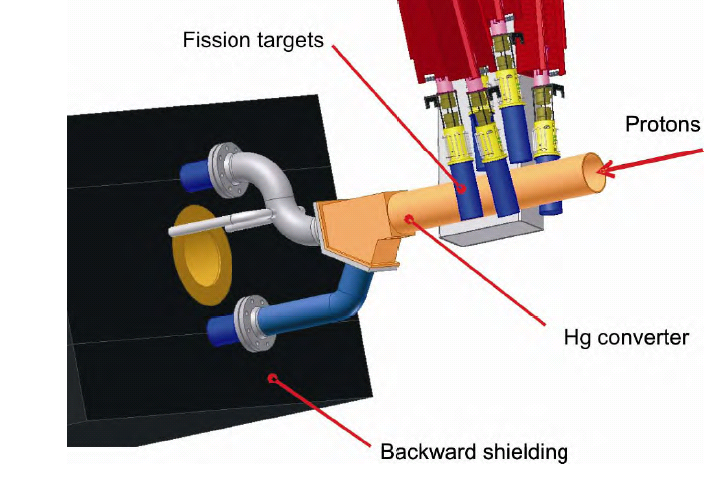 Fission targets
Protons
Hg converter
Backward shielding